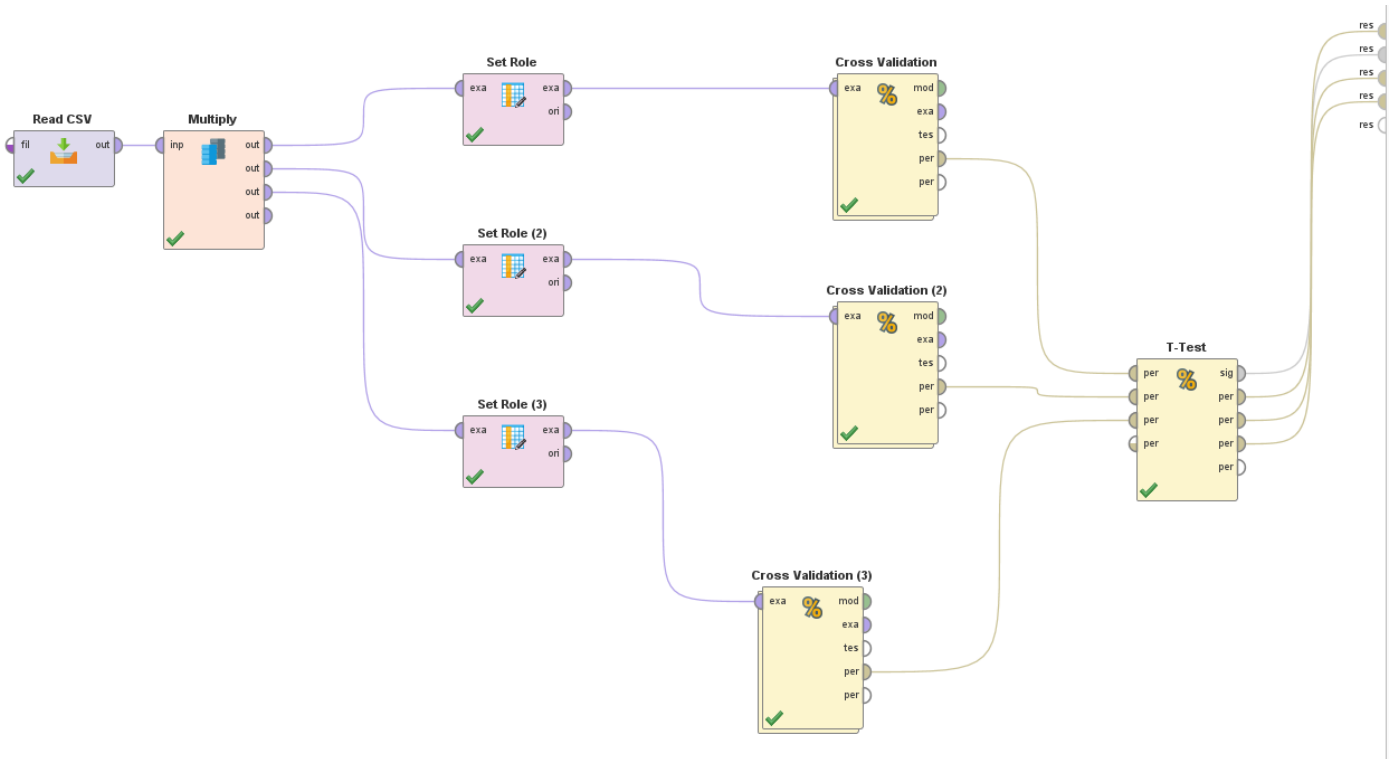 res
res
res
res
res
Read CSV
fil
out
Multiply
inp
out
out
out
out
Set Role
exa
exa
ori
Set Role (2)
exa
exa
ori
Set Role (3)
exa
exa
ori
Cross Validation
exa
mod
exa
tes
per
per
Cross Validation (2)
exa
mod
exa
tes
per
per
Cross Validation (3)
exa
mod
exa
tes
per
per
T-Test
per
sig
per
per
per
per
per
per
per